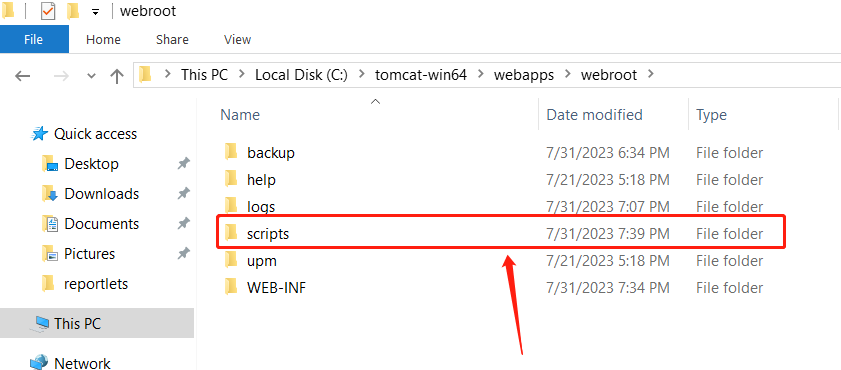 webroot
File Home Share View
This PC > Local Disk (C:) > tomcat-win64 > webapps > webroot >
Name Date modified Type
Quick access
Desktop
Downloads
Documents
Pictures
reportlets
This PC
Network
backup 7/31/2023 6:34 PM File folder
help 7/21/2023 5:18 PM File folder
logs 7/31/2023 7:07 PM File folder
scripts 7/31/2023 7:39 PM File folder
upm 7/21/2023 5:18 PM File folder
WEB-INF 7/31/2023 7:34 PM File folder